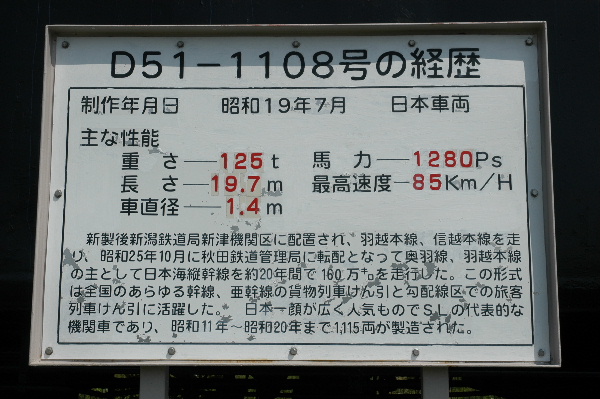 D51-1108号の経歴
制作年月日 昭和19年7月 日本車両
主な性能
重さ―125t 馬力―1280Ps
長さ―19.7m 最高速度―85Km/H
車直径―1.4m
新製後新潟鉄道局新津機関区に配置され、羽越本線、信越本線を走
り、昭和25年10月に秋田鉄道管理局に転配となって奥羽線、羽越本線
の主として日本海縦幹線を約20年間で160万㌔を走行した。この形式
は全国のあらゆる幹線、亜幹線の貨物列車けん引と勾配線区での旅客
列車けん引に活躍した。 日本一顔が広く人気ものでSLの代表的な
機関車であり、昭和11年～昭和20年まで1,115両が製造された。